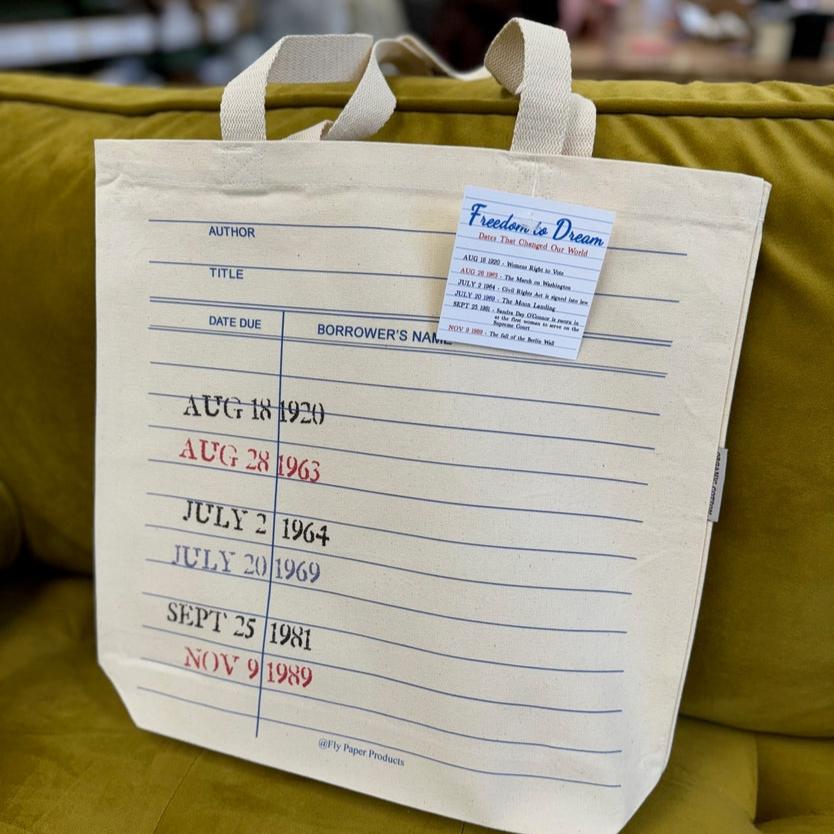 AUTHOR
TITLE
DATE DUE
BORROWER'S NAME
AUG 18 1920
AUG 28 1963
JULY 2 1964
JULY 20 1969
SEPT 25 1981
NOV 9 1989
@Fly Paper Products
Freedom to Dream
Dates That Changed Our World
AUG 18 1920 - Womens Right to Vote
AUG 28 1963 - The March on Washington
JULY 2 1964 - Civil Rights Act is signed into law
JULY 20 1969 - The Moon Landing
SEPT 25 1981 - Sandra Day O'Connor is sworn in
as the first woman to serve on the
Supreme Court
NOV 9 1989 - The fall of the Berlin Wall
ORGANIC COTTON